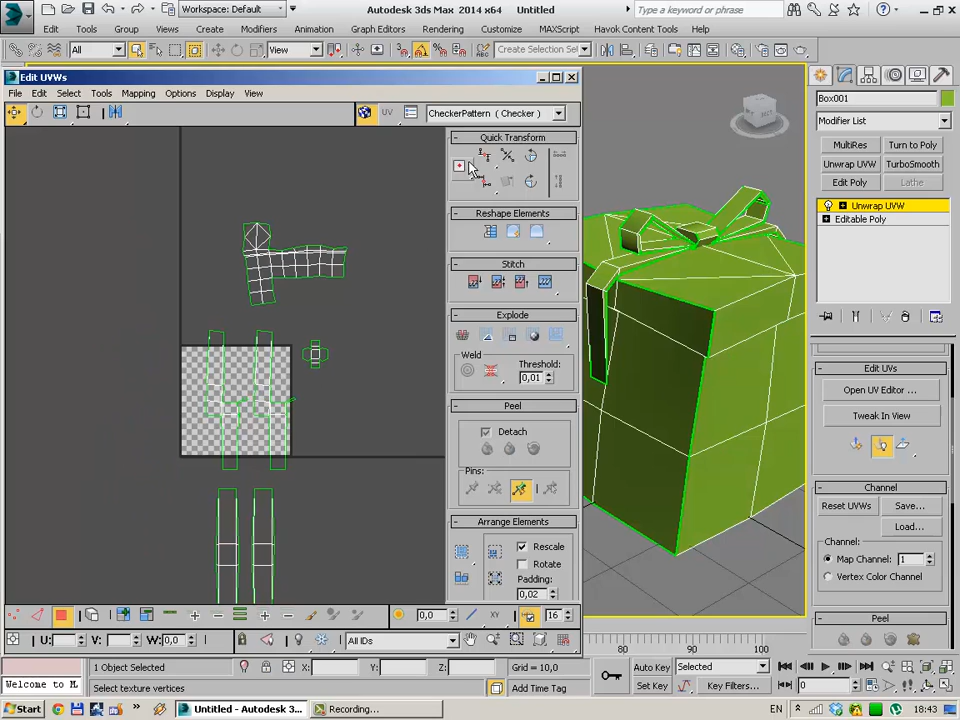 Workspace: Default
Autodesk 3ds Max 2014 x64 Untitled
Type a keyword or phrase
Edit Tools Group Views Create Modifiers Animation Graph Editors Rendering Customize MAXScript Havok Content Tools Help
All View Create Selection Se
Edit UVWs
File Edit Select Tools Mapping Options Display View
UV CheckerPattern ( Checker )
Quick Transform
Reshape Elements
Stitch
Explode
Weld Threshold:
0,01
Peel
Detach
Pins:
Arrange Elements
Rescale
Rotate
Padding:
0,02
0,0 XY 16
U: V: W: 0,0 All IDs
Box001
Modifier List
MultiRes Turn to Poly
Unwrap UVW TurboSmooth
Edit Poly Lathe
Unwrap UVW
Editable Poly
Edit UVs
Open UV Editor ...
Tweak In View
Channel
Reset UVWs Save...
Load...
Channel:
Map Channel: 1
Vertex Color Channel
Peel
80 90 100
1 Object Selected X: Y: Z: Grid = 10,0
Auto Key Selected
Welcome to M
Select texture vertices Add Time Tag
Set Key Key Filters... 0
Start Untitled - Autodesk 3... Recording... EN 18:43